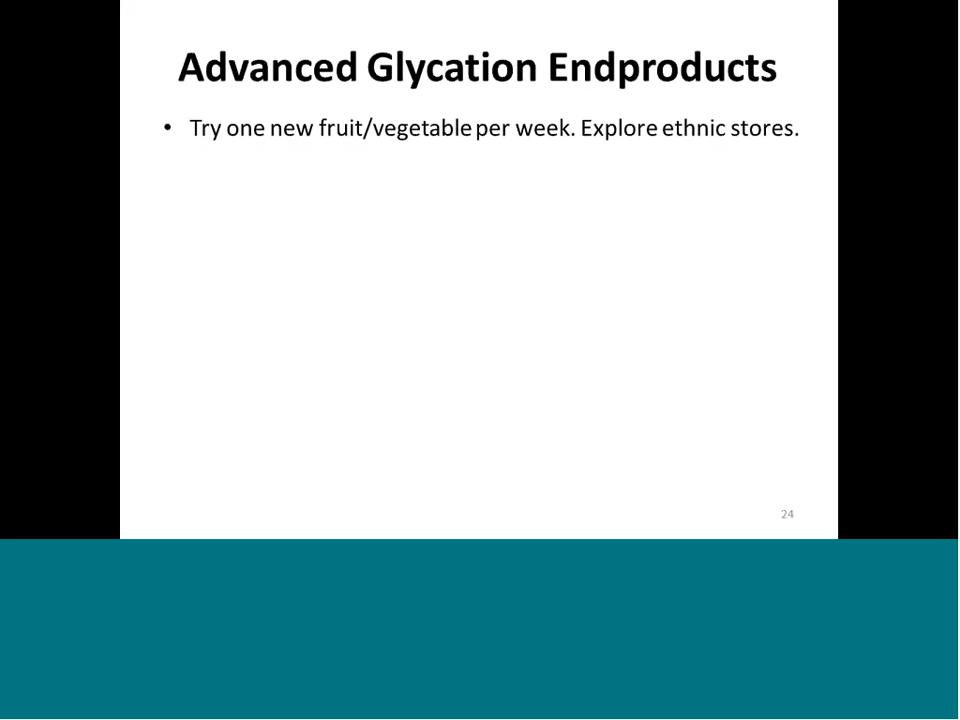 Advanced Glycation Endproducts
• Try one new fruit/vegetable per week. Explore ethnic stores.
24